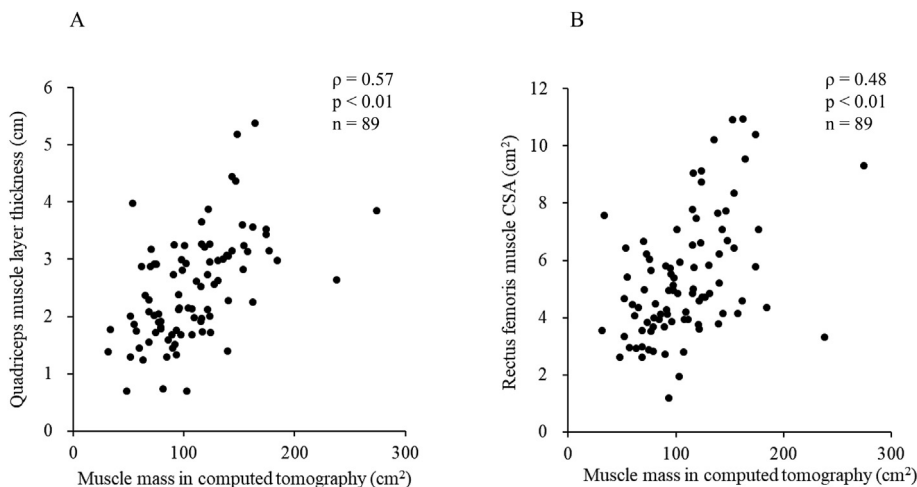 A
ρ = 0.57
p < 0.01
n = 89
Quadriceps muscle layer thickness (cm)
6
5
4
3
2
1
0
0 100 200 300
Muscle mass in computed tomography (cm²)
B
ρ = 0.48
p < 0.01
n = 89
Rectus femoris muscle CSA (cm²)
12
10
8
6
4
2
0
0 100 200 300
Muscle mass in computed tomography (cm²)